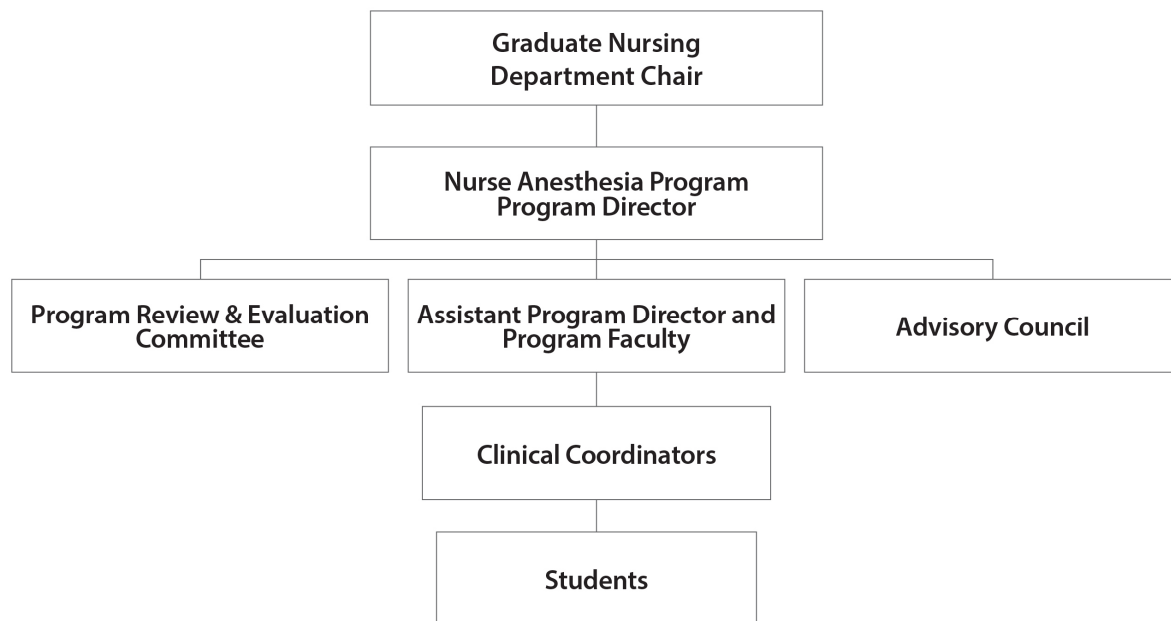 Graduate Nursing
Department Chair
Nurse Anesthesia Program
Program Director
Program Review & Evaluation
Committee
Assistant Program Director and
Program Faculty
Advisory Council
Clinical Coordinators
Students